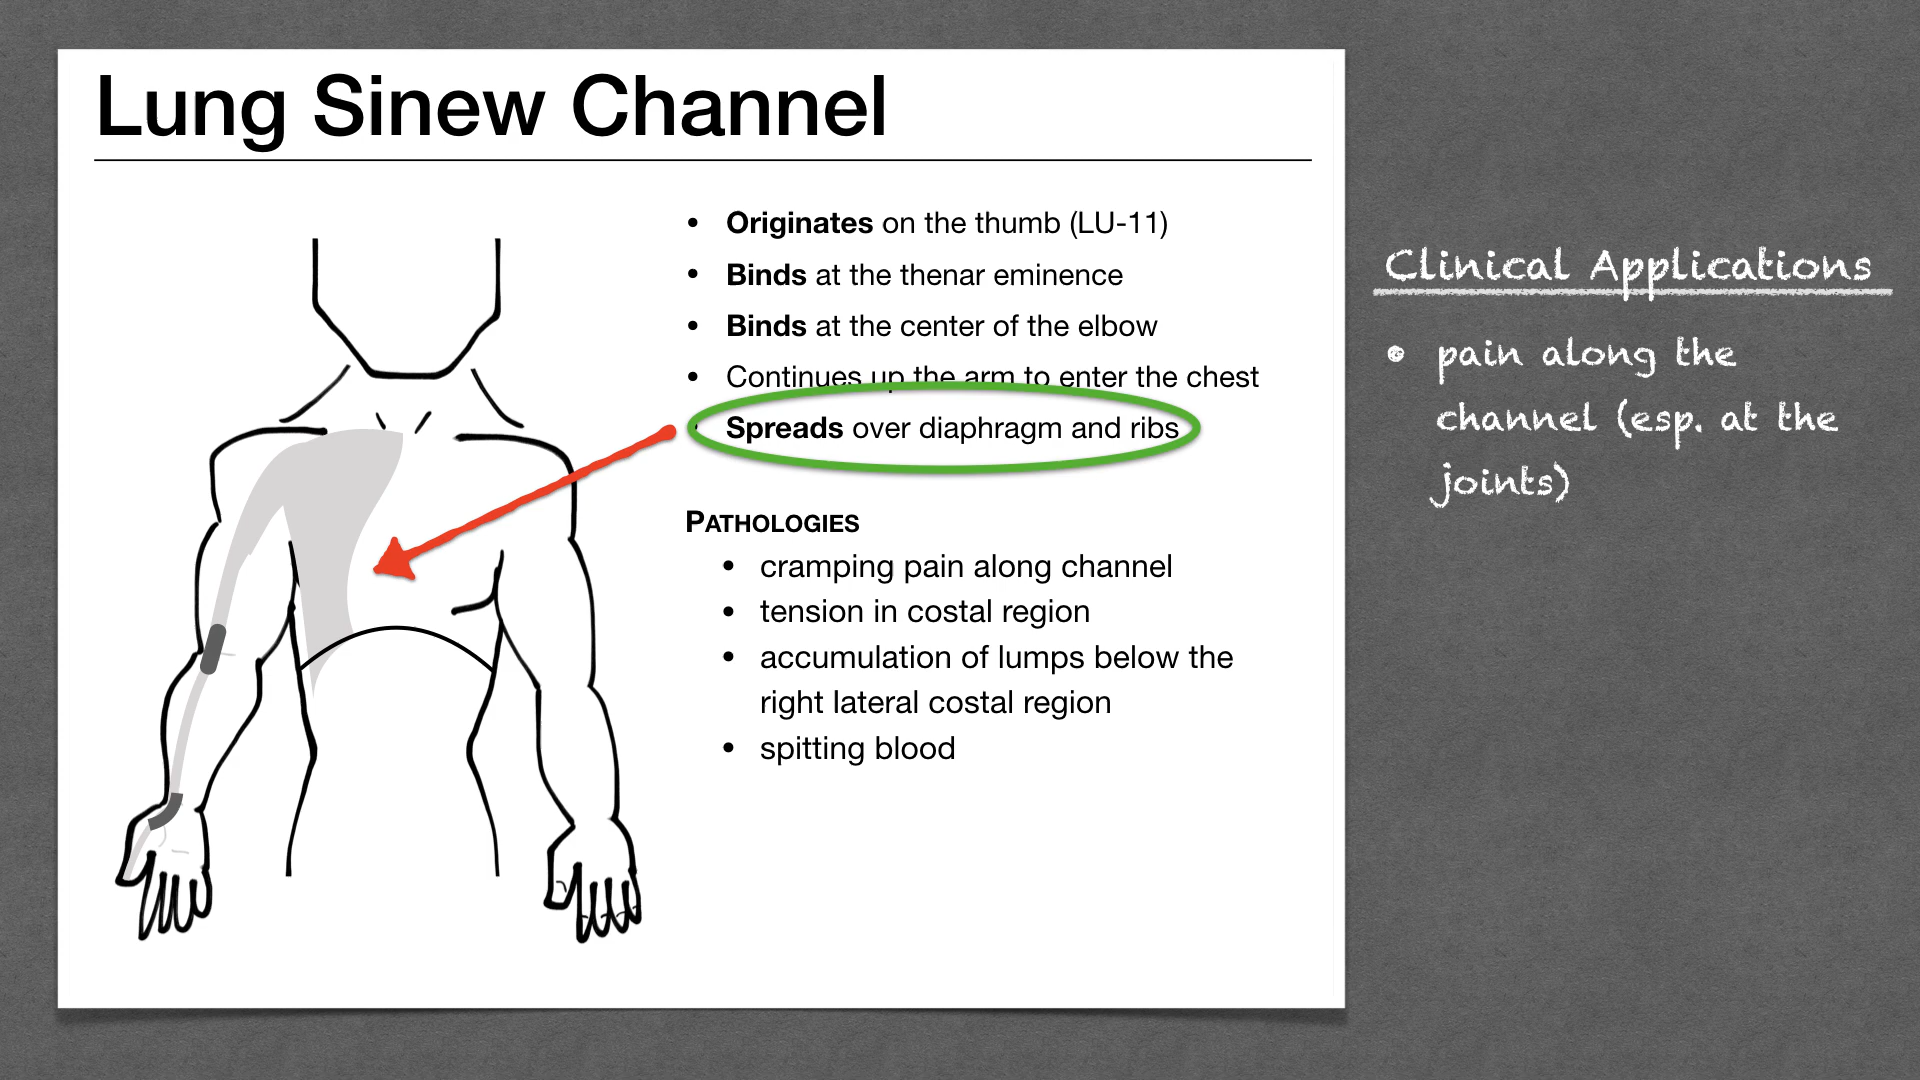 Lung Sinew Channel
• Originates on the thumb (LU-11)
• Binds at the thenar eminence
• Binds at the center of the elbow
• Continues up the arm to enter the chest
• Spreads over diaphragm and ribs
PATHOLOGIES
• cramping pain along channel
• tension in costal region
• accumulation of lumps below the
right lateral costal region
• spitting blood
Clinical Applications
• pain along the
channel (esp. at the
joints)